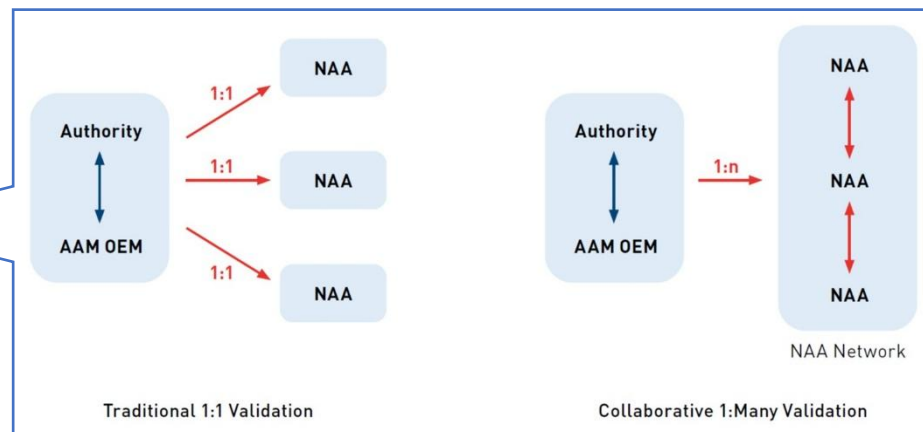 NAA
1:1
Authority
1:1
NAA
AAM OEM
1:1
NAA
Traditional 1:1 Validation
NAA
Authority
1:n
NAA
AAM OEM
NAA
NAA Network
Collaborative 1:Many Validation